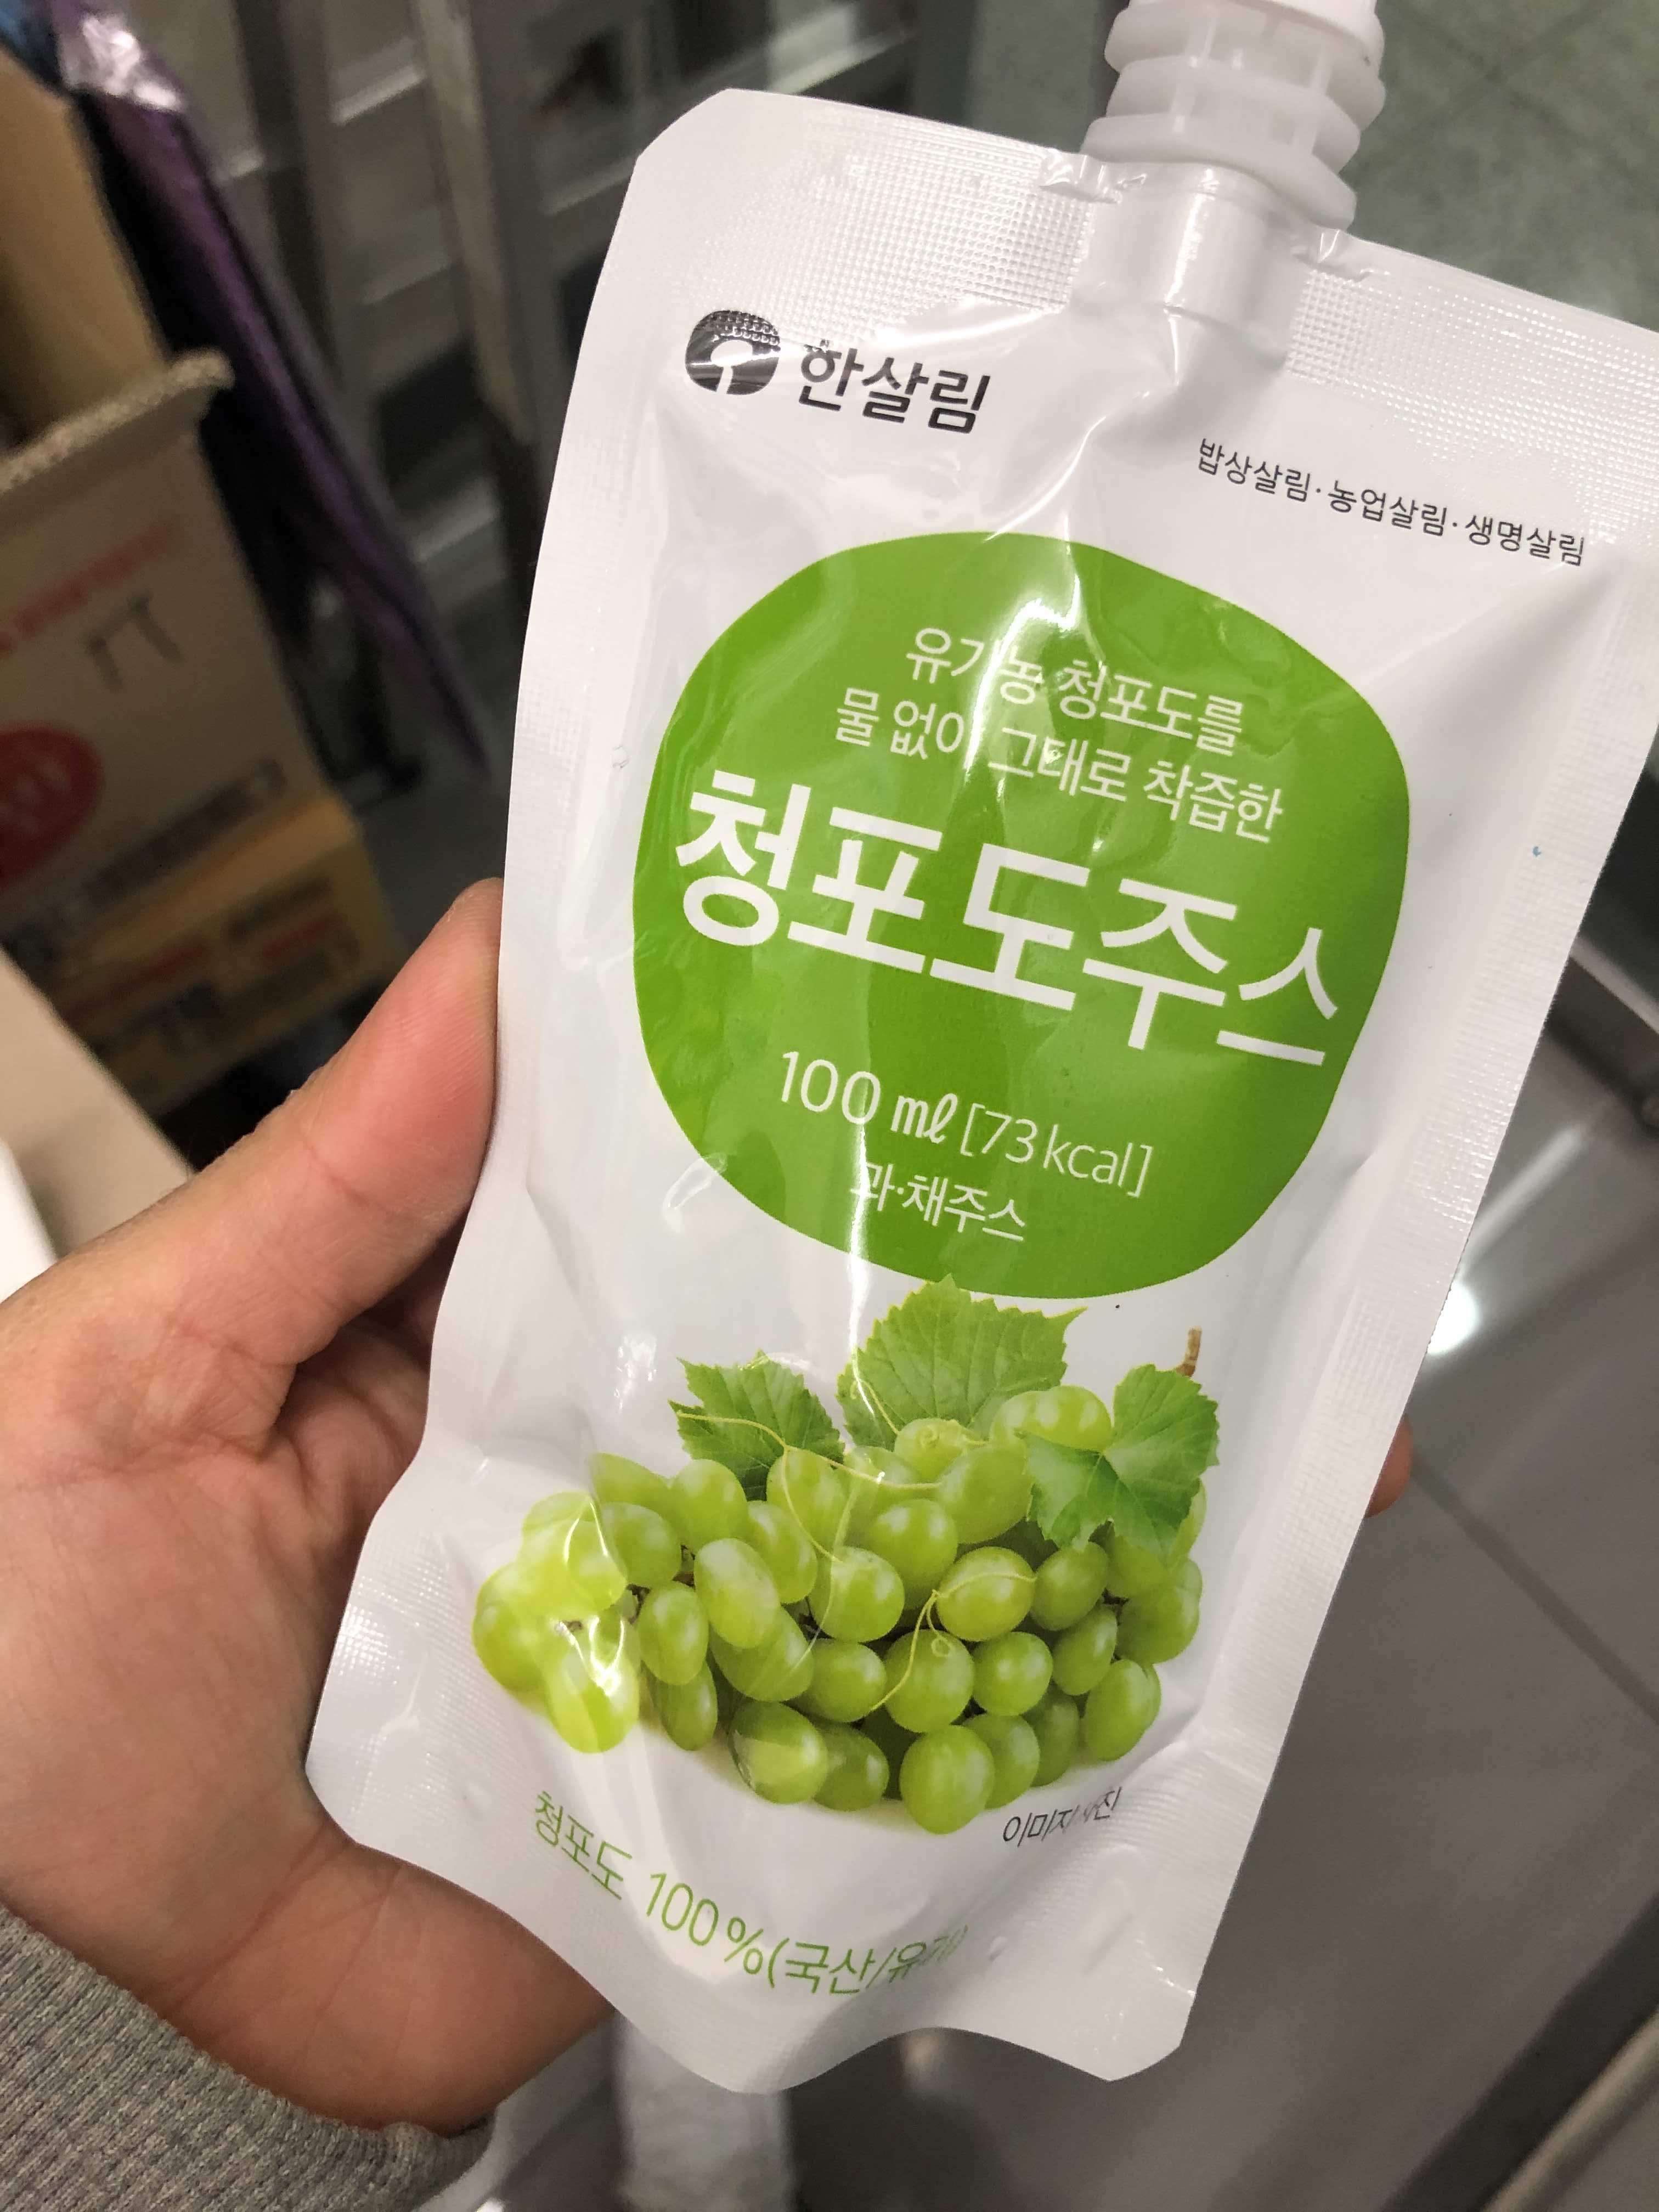 한살림
밥상살림·농업살림·생명살림
유기농 청포도를
물 없이 그대로 착즙한
청포도주스
100 ㎖ [73 kcal]
과·채주스
이미지 사진
청포도 100%(국산/유기)